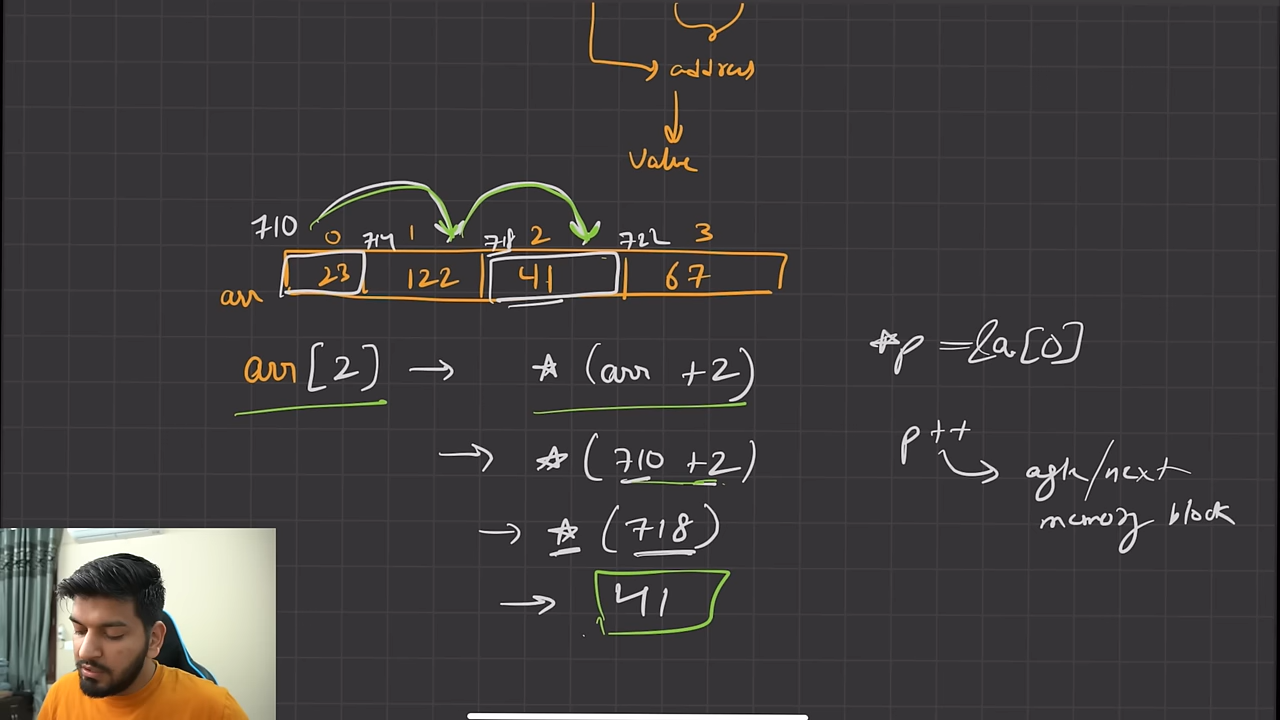 address
Value
710 0 714 1 718 2 722 3
arr 23 122 41 67
arr[2] → * (arr +2)
→ * (710 +2)
→ * (718)
→ 41
*p = &a[0]
p++
agla/next
memory block